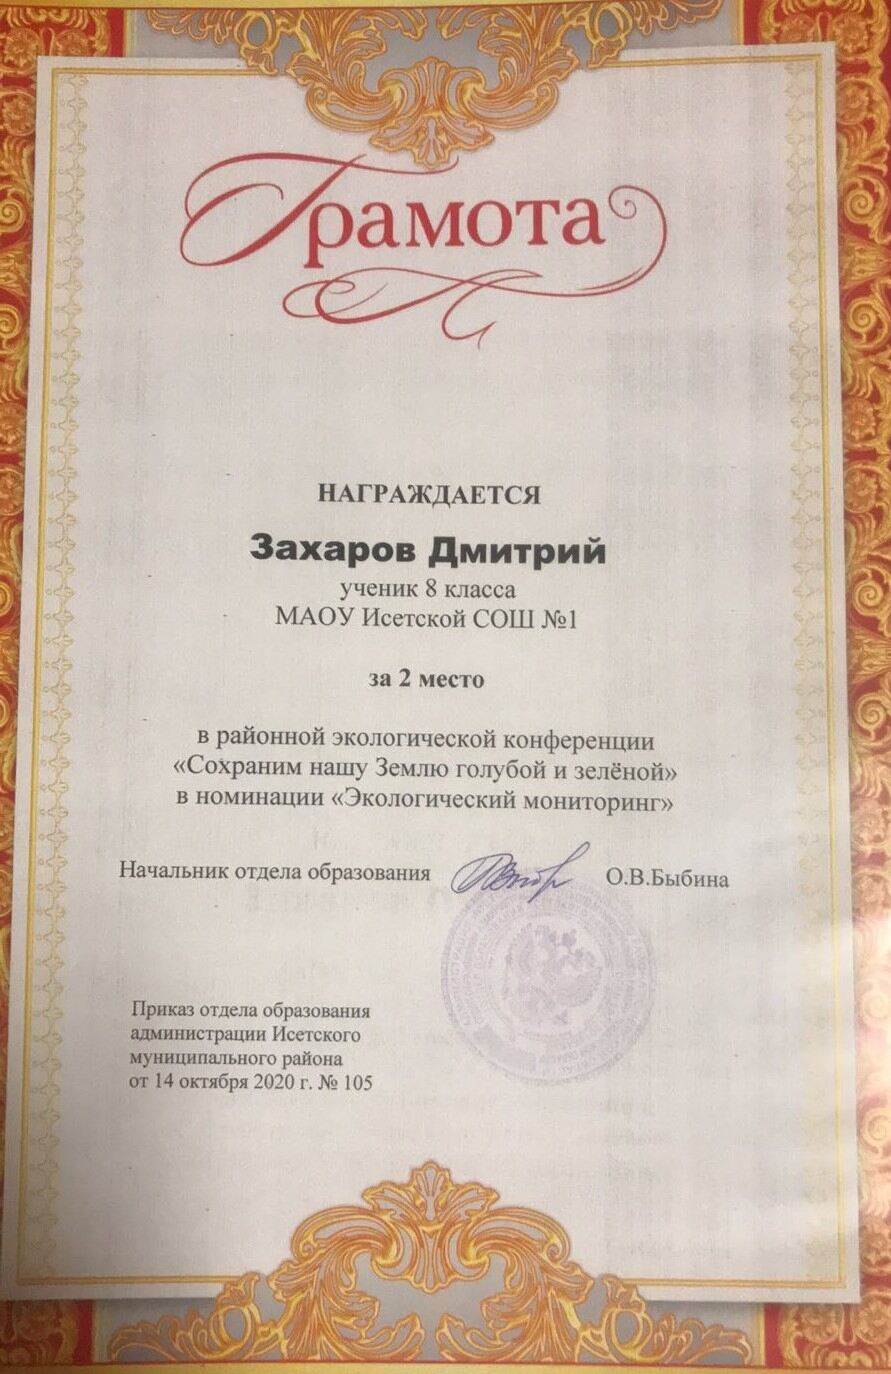 Грамота
НАГРАЖДАЕТСЯ
Захаров Дмитрий
ученик 8 класса
МАОУ Исетской СОШ №1
за 2 место
в районной экологической конференции
«Сохраним нашу Землю голубой и зелёной»
в номинации «Экологический мониторинг»
Начальник отдела образования О.В.Быбина
Приказ отдела образования
администрации Исетского
муниципального района
от 14 октября 2020 г. № 105